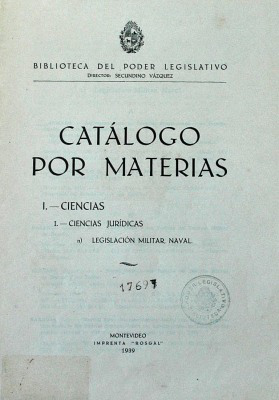 BIBLIOTECA DEL PODER LEGISLATIVO
DIRECTOR: SECUNDINO VÁZQUEZ
CATÁLOGO
POR MATERIAS
I. — CIENCIAS
1. — CIENCIAS JURÍDICAS
n) LEGISLACIÓN MILITAR, NAVAL.
17697
MONTEVIDEO
IMPRENTA "ROSGAL"
1939